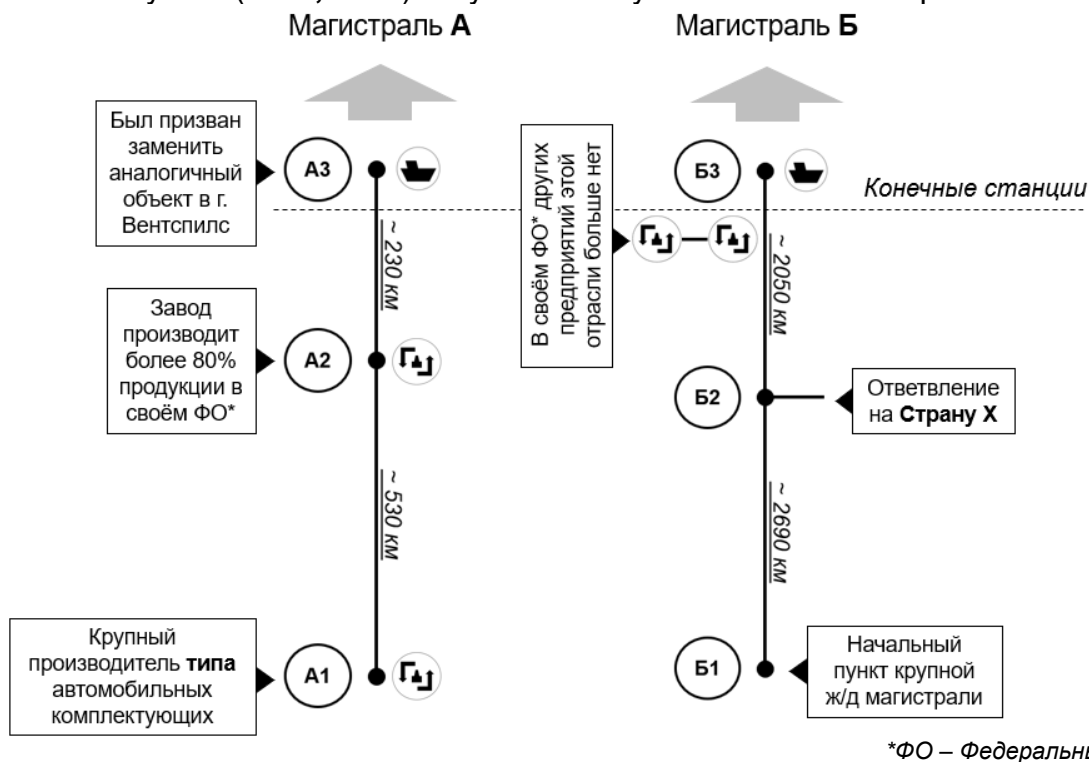 Магистраль А
Магистраль Б
Был призван
заменить
аналогичный
объект в г.
Вентспилс
А3
Б3
Конечные станции
В своём ФО* других
предприятий этой
отрасли больше нет
~ 230 км
~ 2050 км
Завод
производит
более 80%
продукции в
своём ФО*
А2
Б2
Ответвление
на Страну X
~ 530 км
~ 2690 км
Крупный
производитель типа
автомобильных
комплектующих
А1
Б1
Начальный
пункт крупной
ж/д магистрали
*ФО – Федеральны